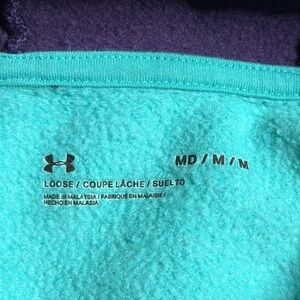 MD / M / M
LOOSE / COUPE LÂCHE / SUELTO
MADE IN MALAYSIA / FABRIQUÉ EN MALAISIE /
HECHO EN MALASIA